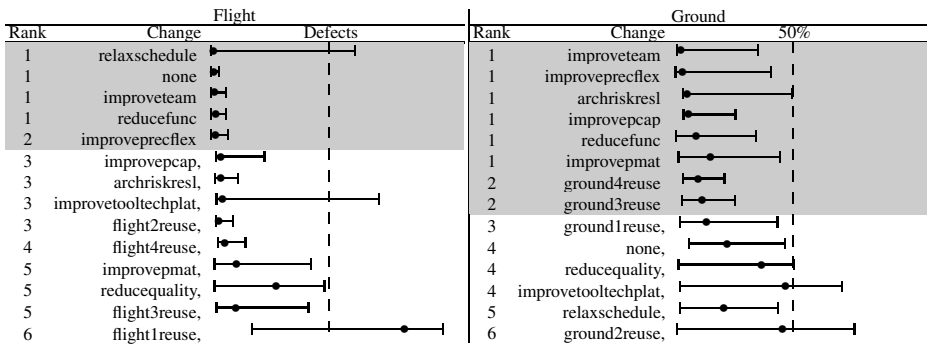 Flight
Rank Change Defects
1 relaxschedule
1 none
1 improveteam
1 reducefunc
2 improveprecflex
3 improvepcap,
3 archriskresl,
3 improvetooltechplat,
3 flight2reuse,
4 flight4reuse,
5 improvepmat,
5 reducequality,
5 flight3reuse,
6 flight1reuse,
Ground
Rank Change 50%
1 improveteam
1 improveprecflex
1 archriskresl
1 improvepcap
1 reducefunc
1 improvepmat
2 ground4reuse
2 ground3reuse
3 ground1reuse,
4 none,
4 reducequality,
4 improvetooltechplat,
5 relaxschedule,
6 ground2reuse,